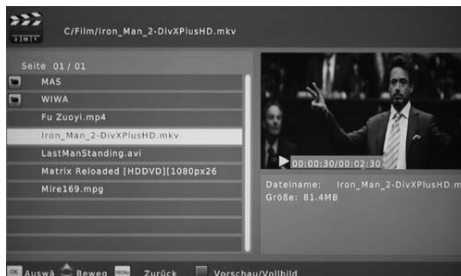 C/Film/Iron_Man_2-DivXPlusHD.mkv
Seite 01/01
MAS
WIWA
Fu Zuoyi.mp4
Iron_Man_2-DivXPlusHD.mkv
LastManStanding.avi
Matrix Reloaded [HDDVD][1080px26
Mire169.mpg
00:00:30/00:02:30
Dateiname: Iron_Man_2-DivXPlusHD.m
Größe: 81.4MB
OK Auswä Beweg Zurück Vorschau/Vollbild